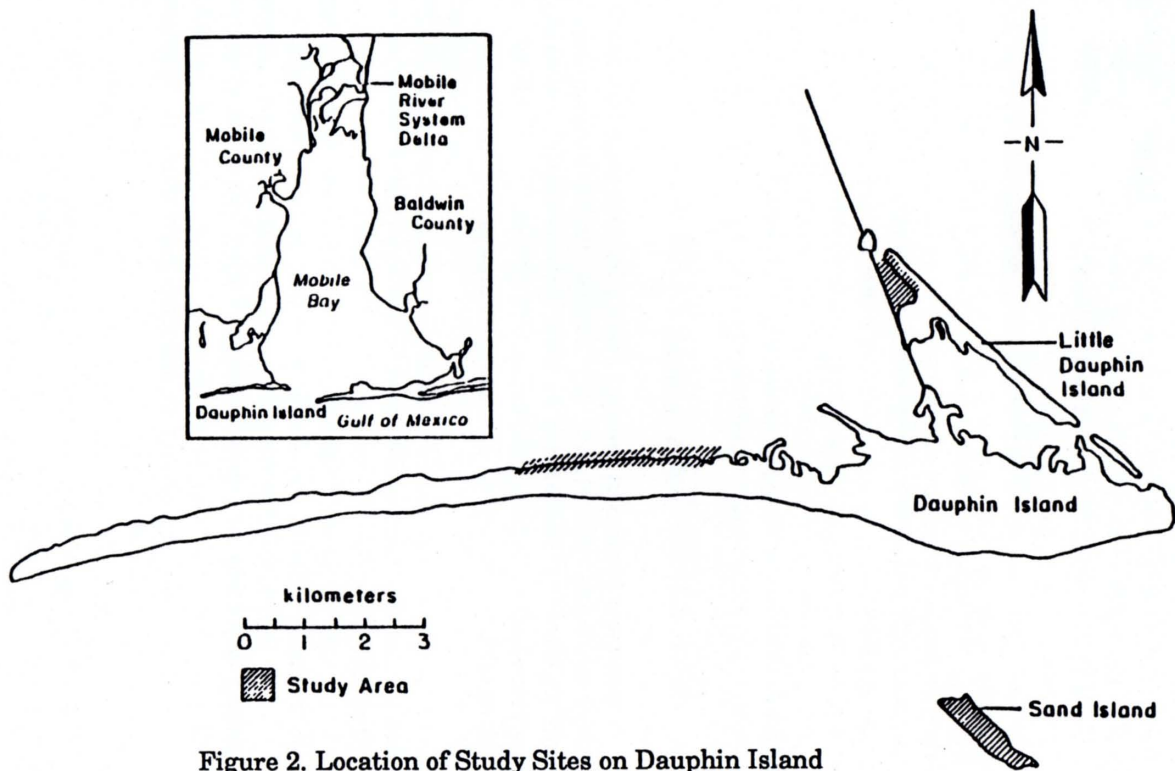 Mobile
River
System
Delta
Mobile
County
Baldwin
County
Mobile
Bay
Dauphin Island
Gulf of Mexico
N
Little
Dauphin
Island
Dauphin Island
kilometers
0 1 2 3
Study Area
Sand Island
Figure 2. Location of Study Sites on Dauphin Island